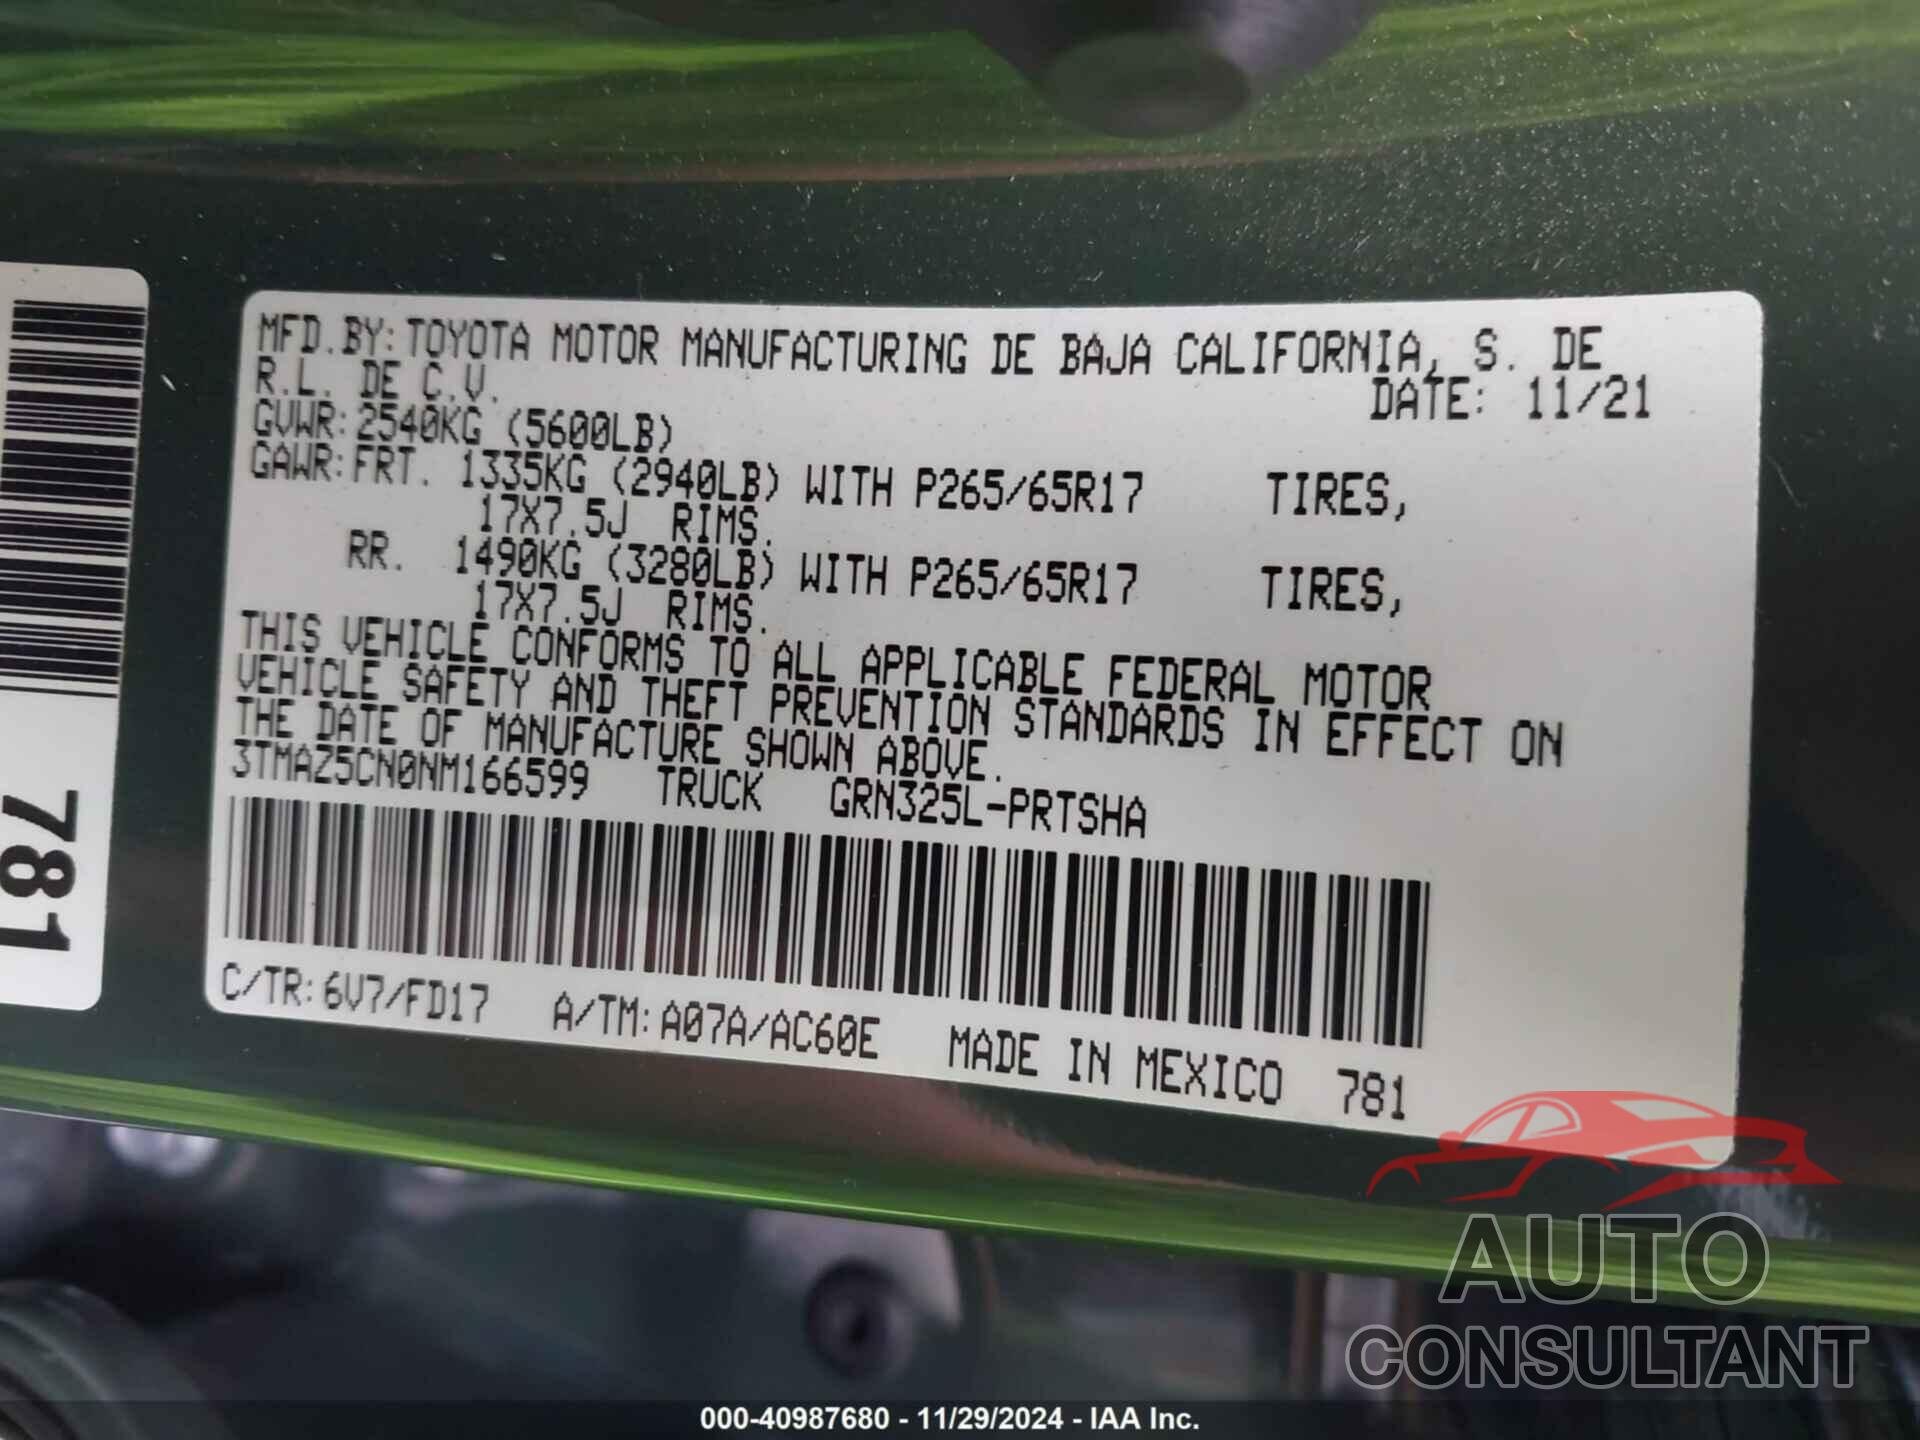 MFD.BY: TOYOTA MOTOR MANUFACTURING DE BAJA CALIFORNIA, S. DE
R.L. DE C.V.
DATE: 11/21
GVWR: 2540KG (5600LB)
GAWR: FRT. 1335KG (2940LB) WITH P265/65R17 TIRES,
17X7.5J RIMS.
RR. 1490KG (3280LB) WITH P265/65R17 TIRES,
17X7.5J RIMS.
THIS VEHICLE CONFORMS TO ALL APPLICABLE FEDERAL MOTOR
VEHICLE SAFETY AND THEFT PREVENTION STANDARDS IN EFFECT ON
THE DATE OF MANUFACTURE SHOWN ABOVE.
3TMAZ5CN0NM166599 TRUCK GRN325L-PRTSHA
C/TR: 6V7/FD17 A/TM: A07A/AC60E MADE IN MEXICO 781
781
AUTO
CONSULTANT
000-40987680 - 11/29/2024 - IAA Inc.